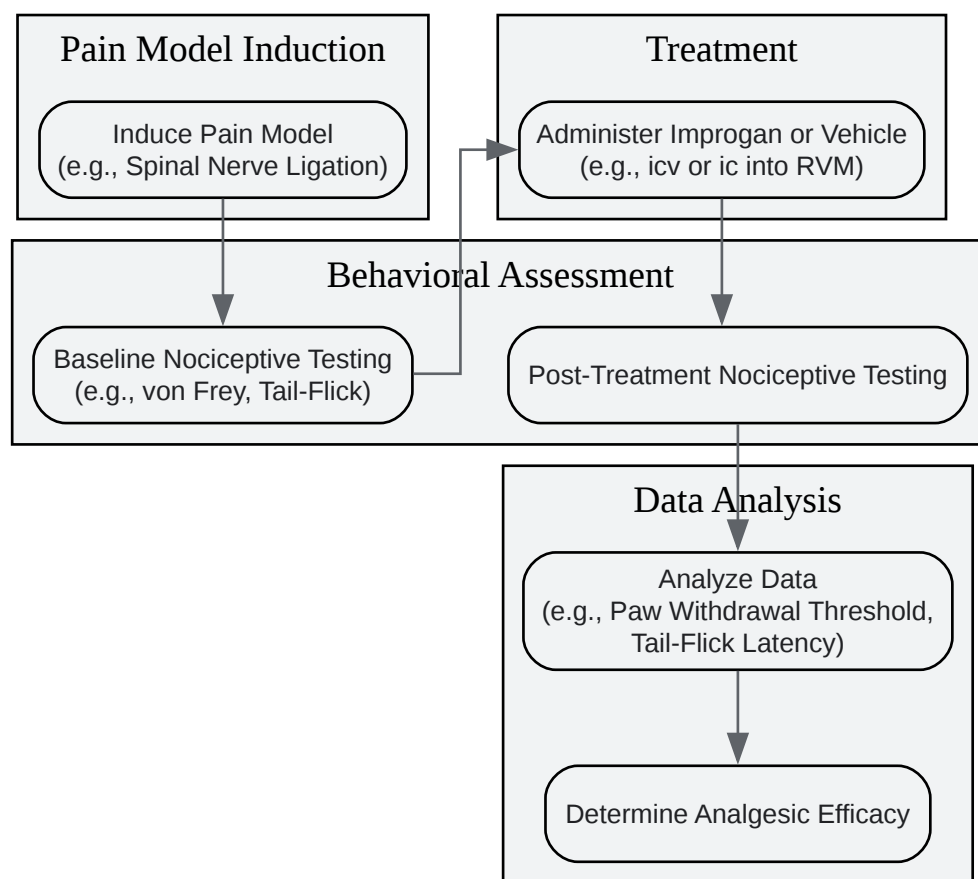 Pain Model Induction
Induce Pain Model
(e.g., Spinal Nerve Ligation)
Treatment
Administer Improgan or Vehicle
(e.g., icv or ic into RVM)
Behavioral Assessment
Baseline Nociceptive Testing
(e.g., von Frey, Tail-Flick)
Post-Treatment Nociceptive Testing
Data Analysis
Analyze Data
(e.g., Paw Withdrawal Threshold,
Tail-Flick Latency)
Determine Analgesic Efficacy